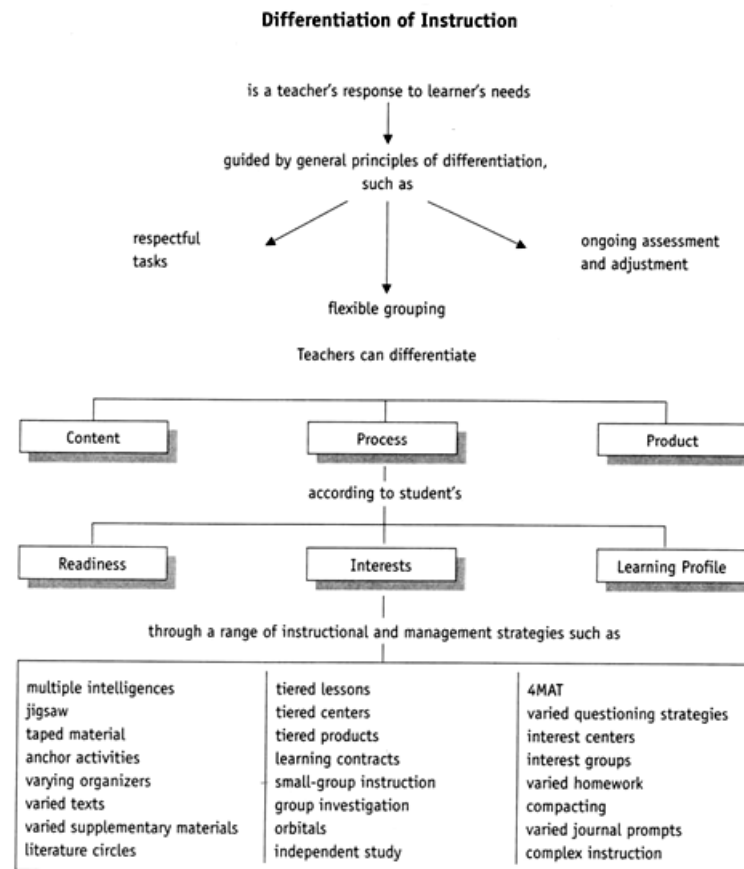 Differentiation of Instruction
is a teacher's response to learner's needs
guided by general principles of differentiation,
such as
respectful
tasks
ongoing assessment
and adjustment
flexible grouping
Teachers can differentiate
Content
Process
Product
according to student's
Readiness
Interests
Learning Profile
through a range of instructional and management strategies such as
multiple intelligences
jigsaw
taped material
anchor activities
varying organizers
varied texts
varied supplementary materials
literature circles
tiered lessons
tiered centers
tiered products
learning contracts
small-group instruction
group investigation
orbitals
independent study
4MAT
varied questioning strategies
interest centers
interest groups
varied homework
compacting
varied journal prompts
complex instruction